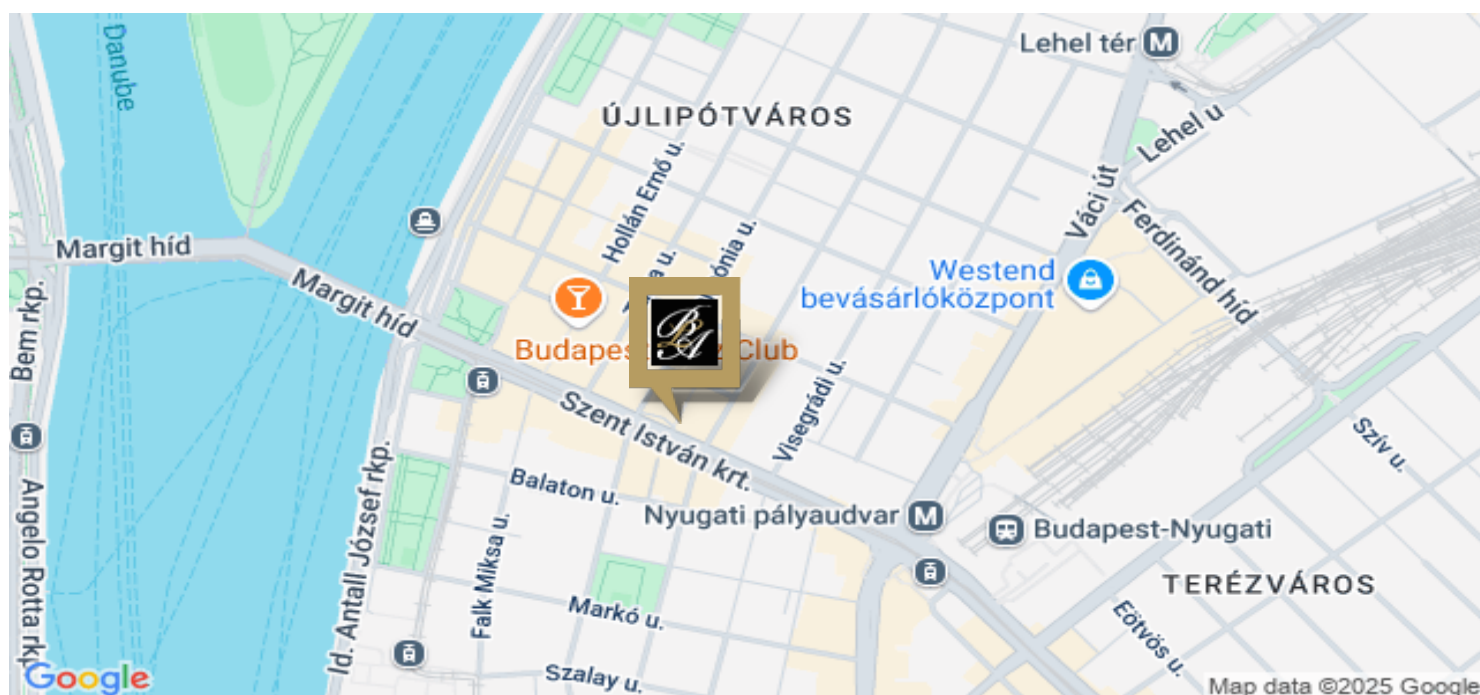 Danube
Lehel tér M
ÚJLIPÓTVÁROS
Lehel u
Hollán Ernő u.
Váci út
Ferdinánd híd
Margit híd
Margit híd
Westend
bevásárlóközpont
Bem rkp.
Club
Szent István krt.
Visegrádi u.
Szív u.
Balaton u.
Nyugati pályaudvar M
Budapest-Nyugati
Angelo Rotta rkp.
Id. Antall József rkp.
Falk Miksa u.
Markó u.
TERÉZVÁROS
Eötvös u.
Szalay u.
Google
Map data ©2025 Google